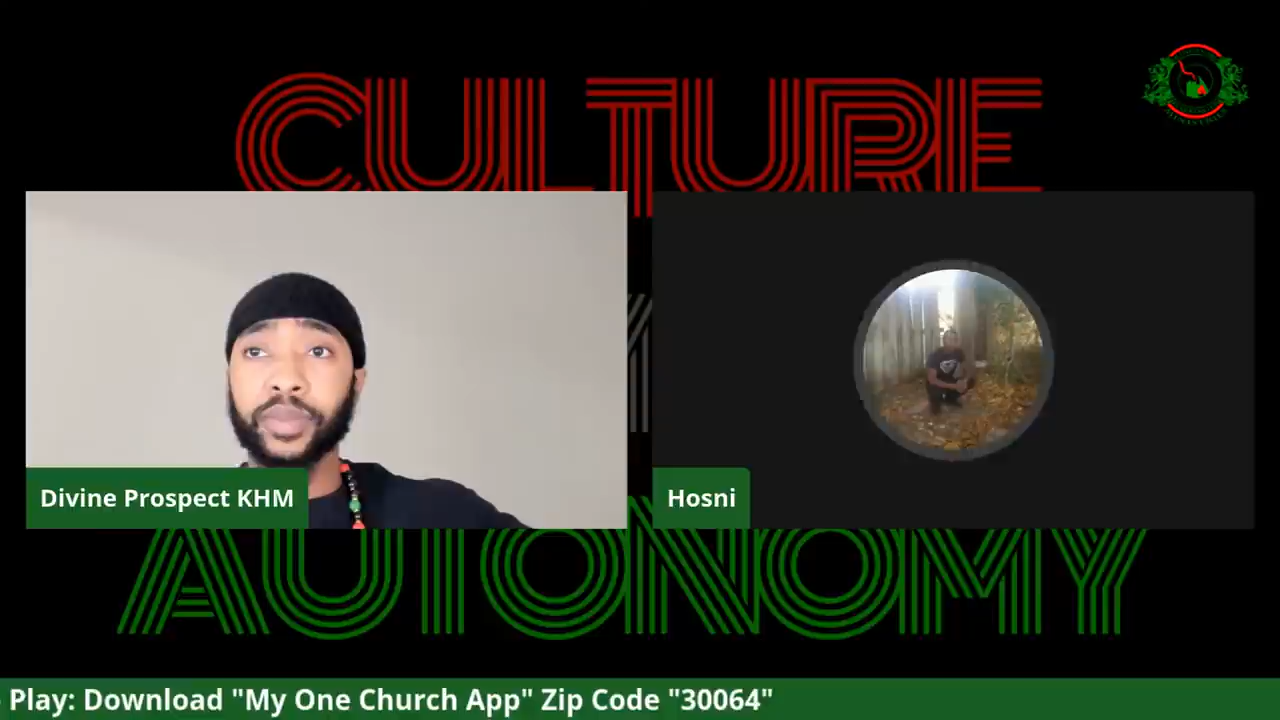 CULTURE
Divine Prospect KHM
Hosni
AUTONOMY
Play: Download "My One Church App" Zip Code "30064"